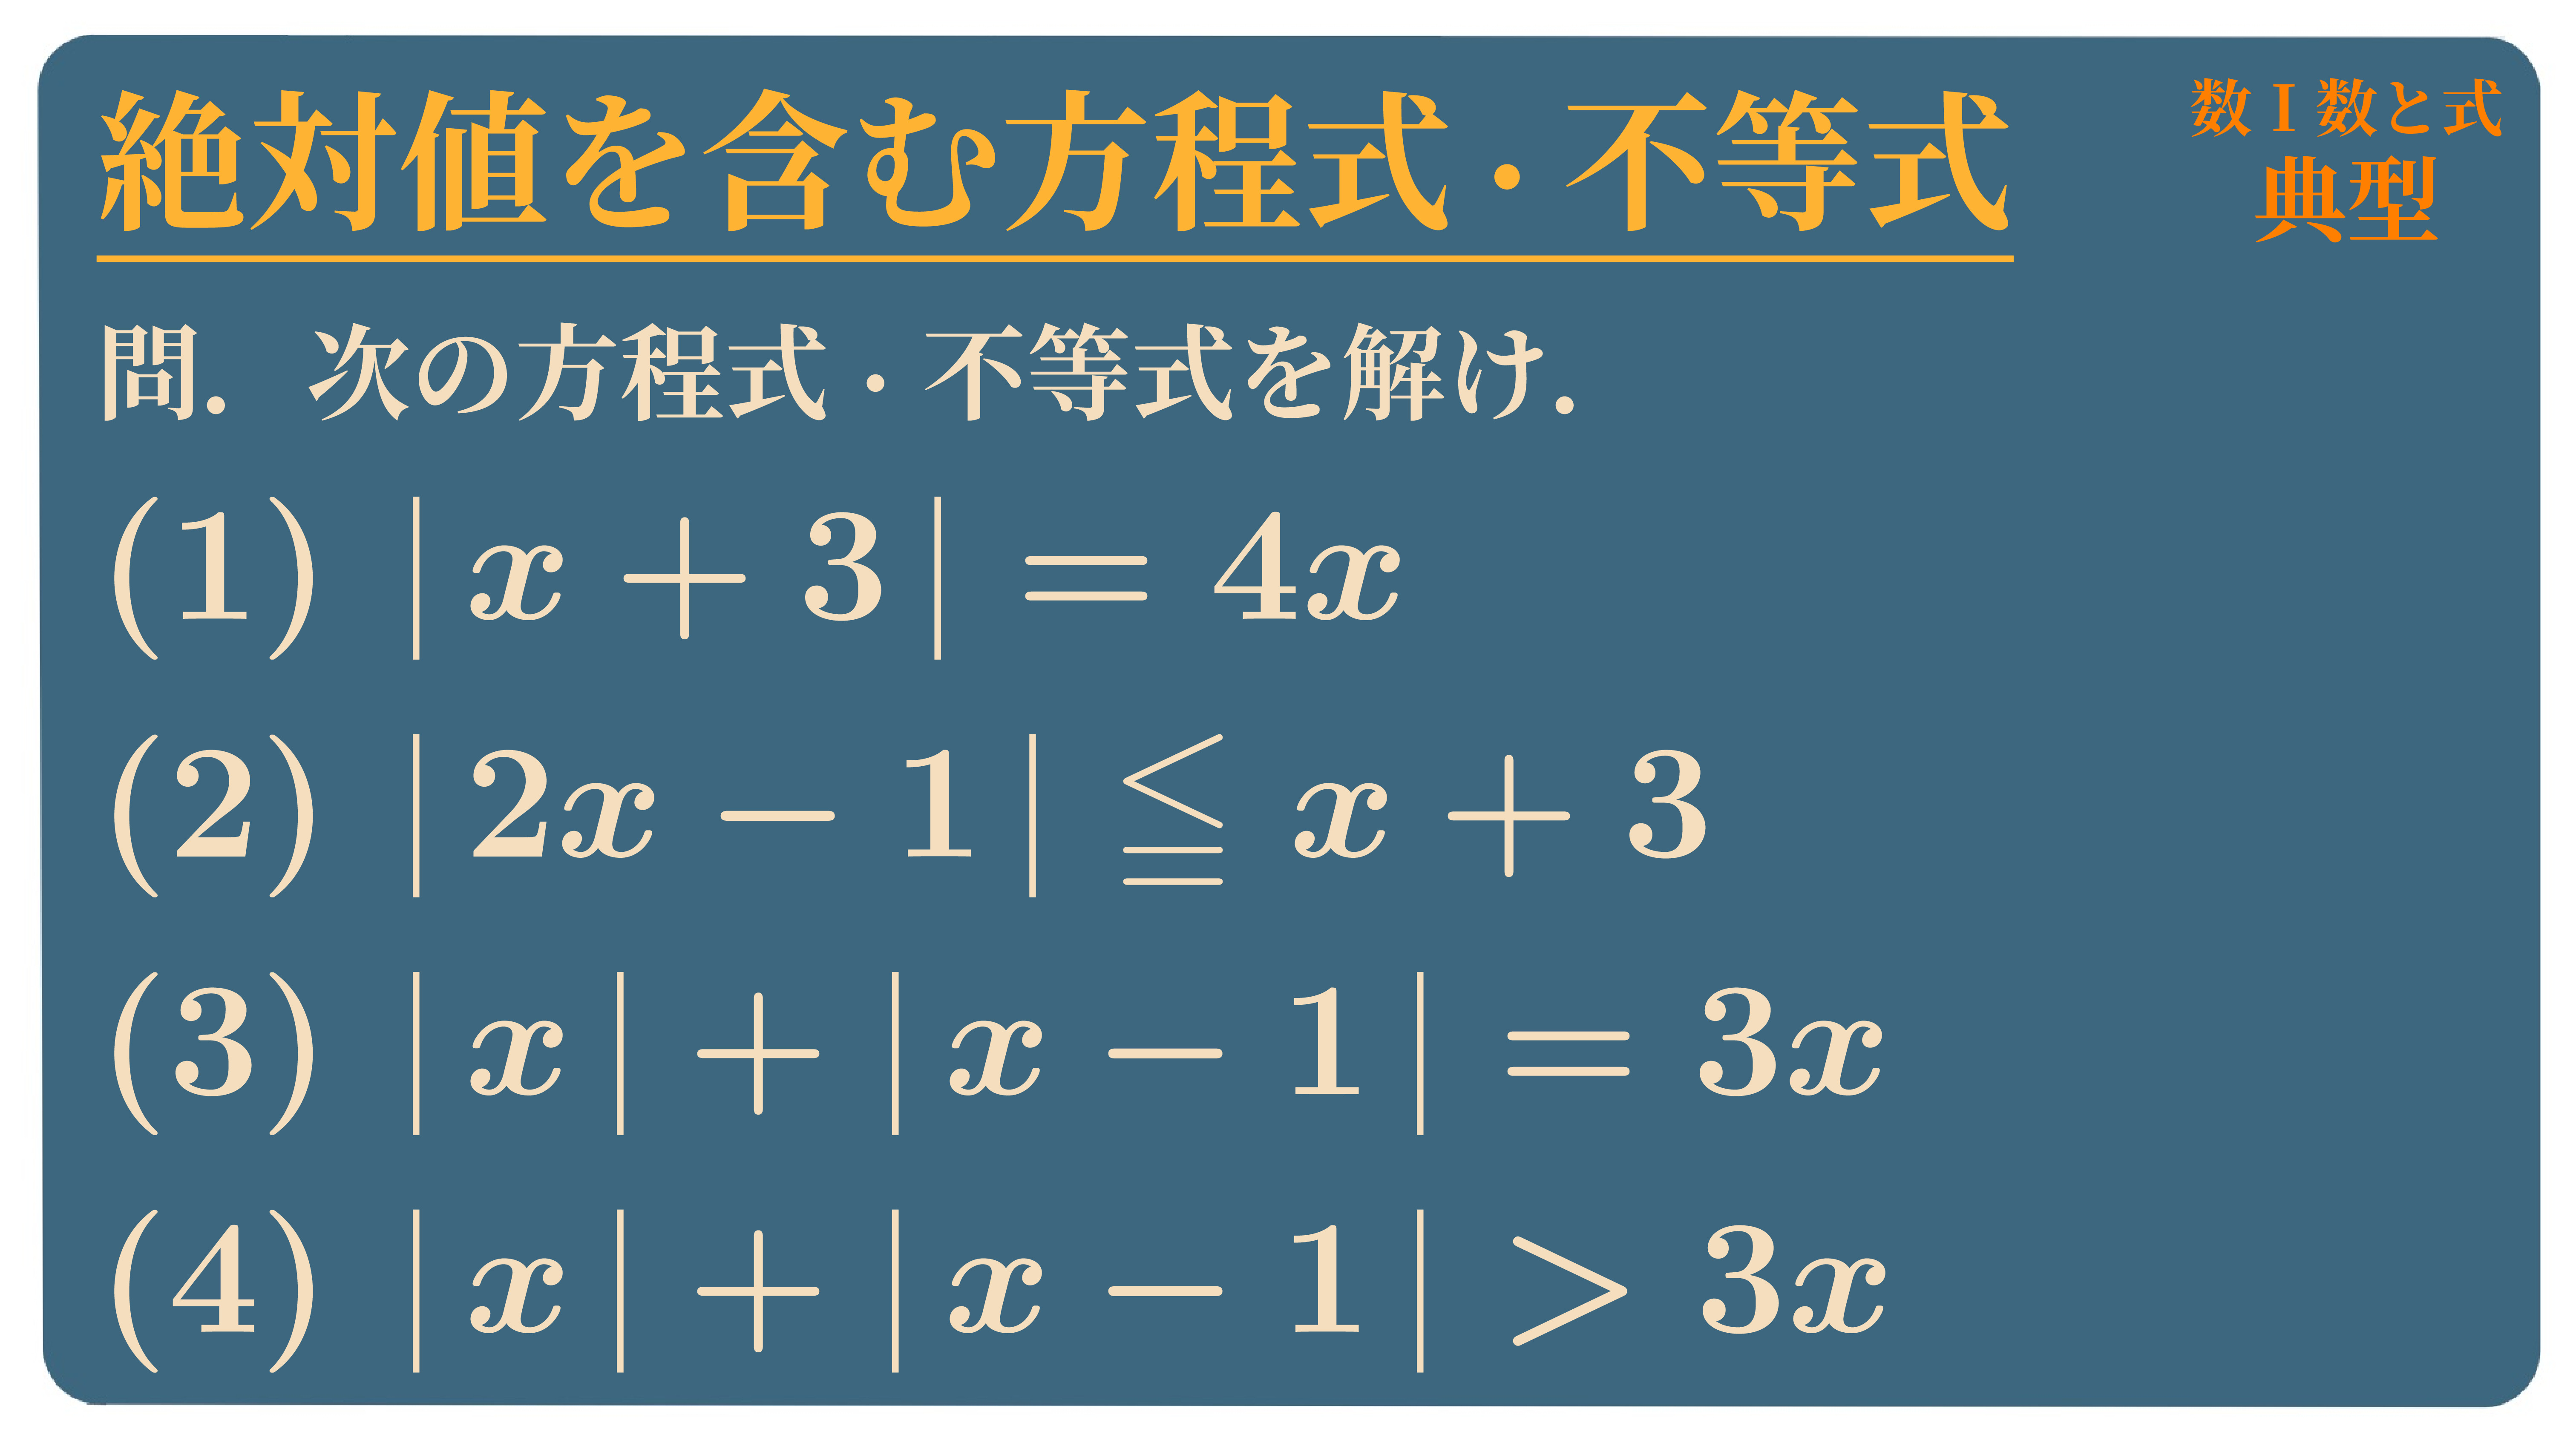 絶対値を含む方程式・不等式
数Ⅰ数と式
典型
問. 次の方程式・不等式を解け.
(1) |x + 3| = 4x
(2) |2x − 1| ≦ x + 3
(3) |x| + |x − 1| = 3x
(4) |x| + |x − 1| > 3x